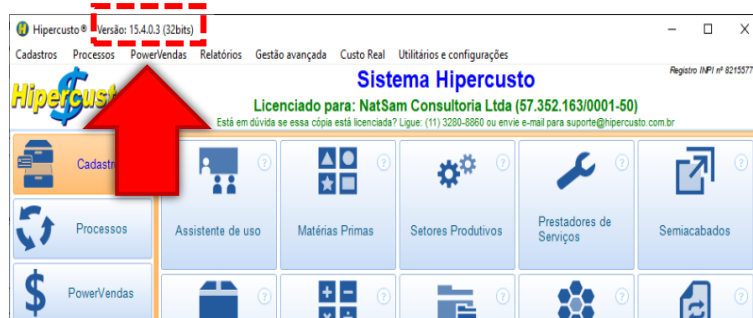 Hipercusto® Versão: 15.4.0.3 (32bits)
Cadastros Processos PowerVendas Relatórios Gestão avançada Custo Real Utilitários e configurações
Sistema Hipercusto
Registro INPI nº 8215577
Licenciado para: NatSam Consultoria Ltda (57.352.163/0001-50)
Está em dúvida se essa cópia está licenciada? Ligue: (11) 3280-8860 ou envie e-mail para suporte@hipercusto.com.br
Assistente de uso
Matérias Primas
Setores Produtivos
Prestadores de
Serviços
Semiacabados
Processos
PowerVendas